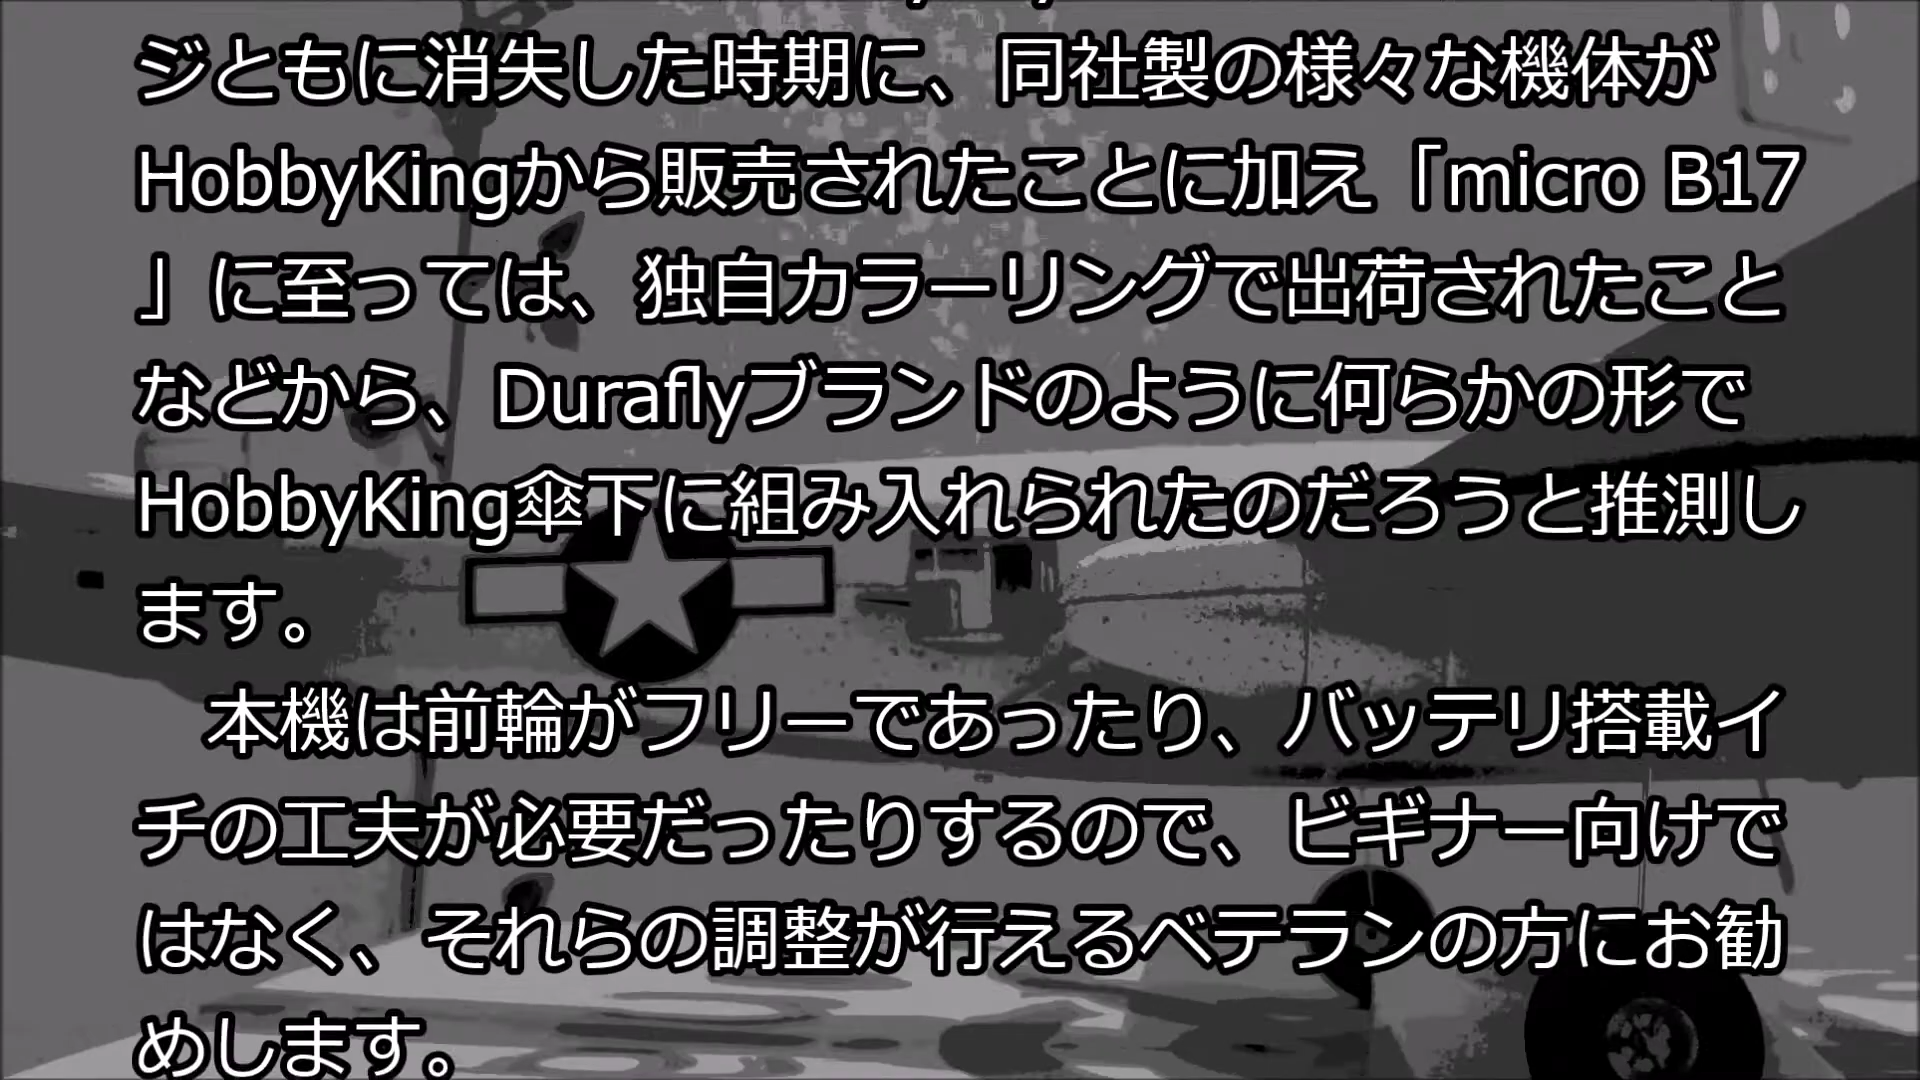 ジともに消失した時期に、同社製の様々な機体が
HobbyKingから販売されたことに加え「micro B17
」に至っては、独自カラーリングで出荷されたこと
などから、Duraflyブランドのように何らかの形で
HobbyKing傘下に組み入れられたのだろうと推測し
ます。
　本機は前輪がフリーであったり、バッテリ搭載イ
チの工夫が必要だったりするので、ビギナー向けで
はなく、それらの調整が行えるベテランの方にお勧
めします。